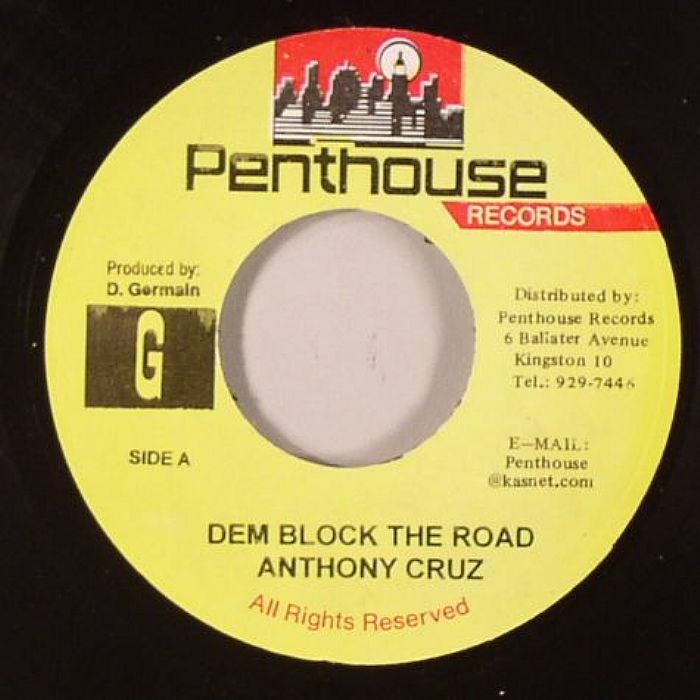 Penthouse
RECORDS
Produced by:
D. Germain
G
SIDE A
Distributed by:
Penthouse Records
6 Ballater Avenue
Kingston 10
Tel.: 929-7446
E-MAIL:
Penthouse
@kasnet.com
DEM BLOCK THE ROAD
ANTHONY CRUZ
All Rights Reserved